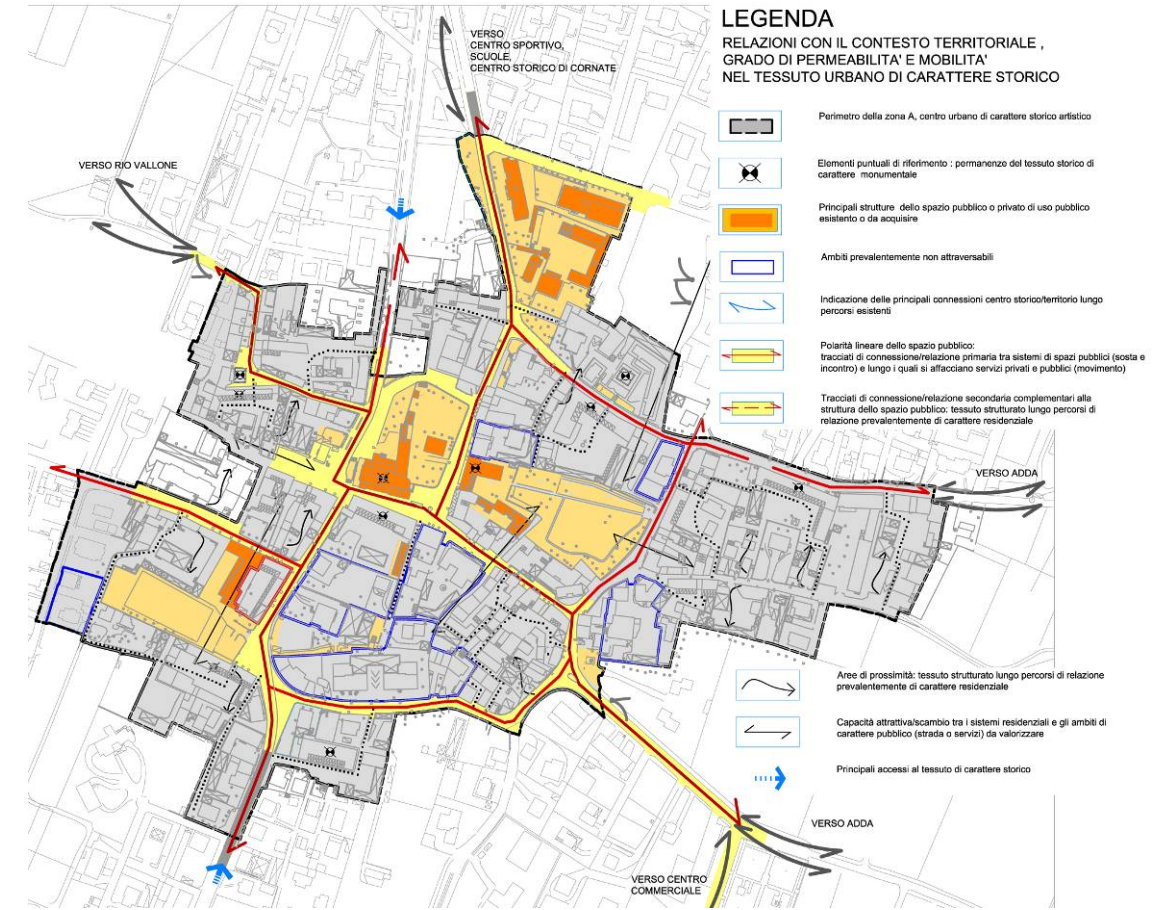 LEGENDA
RELAZIONI CON IL CONTESTO TERRITORIALE ,
GRADO DI PERMEABILITA' E MOBILITA'
NEL TESSUTO URBANO DI CARATTERE STORICO
Perimetro della zona A, centro urbano di carattere storico artistico
Elementi puntuali di riferimento : permanenze del tessuto storico di
carattere monumentale
Principali strutture dello spazio pubblico o privato di uso pubblico
esistento o da acquisire
Ambiti prevalentemente non attraversabili
Indicazione delle principali connessioni centro storico/territorio lungo
percorsi esistenti
Polarità lineare dello spazio pubblico:
tracciati di connessione/relazione primaria tra sistemi di spazi pubblici (sosta e
incontro) e lungo i quali si affacciano servizi privati e pubblici (movimento)
Tracciati di connessione/relazione secondaria complementari alla
struttura dello spazio pubblico: tessuto strutturato lungo percorsi di
relazione prevalentemente di carattere residenziale
Aree di prossimità: tessuto strutturato lungo percorsi di relazione
prevalentemente di carattere residenziale
Capacità attrattiva/scambio tra i sistemi residenziali e gli ambiti di
carattere pubblico (strada o servizi) da valorizzare
Principali accessi al tessuto di carattere storico
VERSO
CENTRO SPORTIVO,
SCUOLE,
CENTRO STORICO DI CORNATE
VERSO RIO VALLONE
VERSO ADDA
VERSO ADDA
VERSO CENTRO
COMMERCIALE